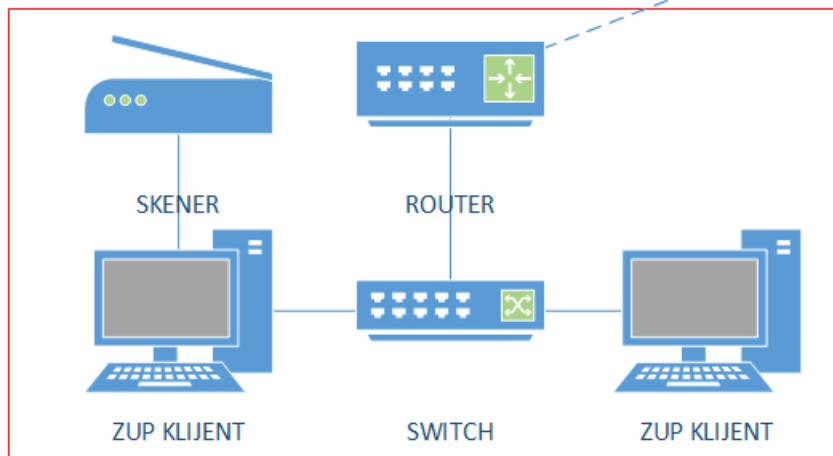 SKENER
ROUTER
ZUP KLIJENT
SWITCH
ZUP KLIJENT